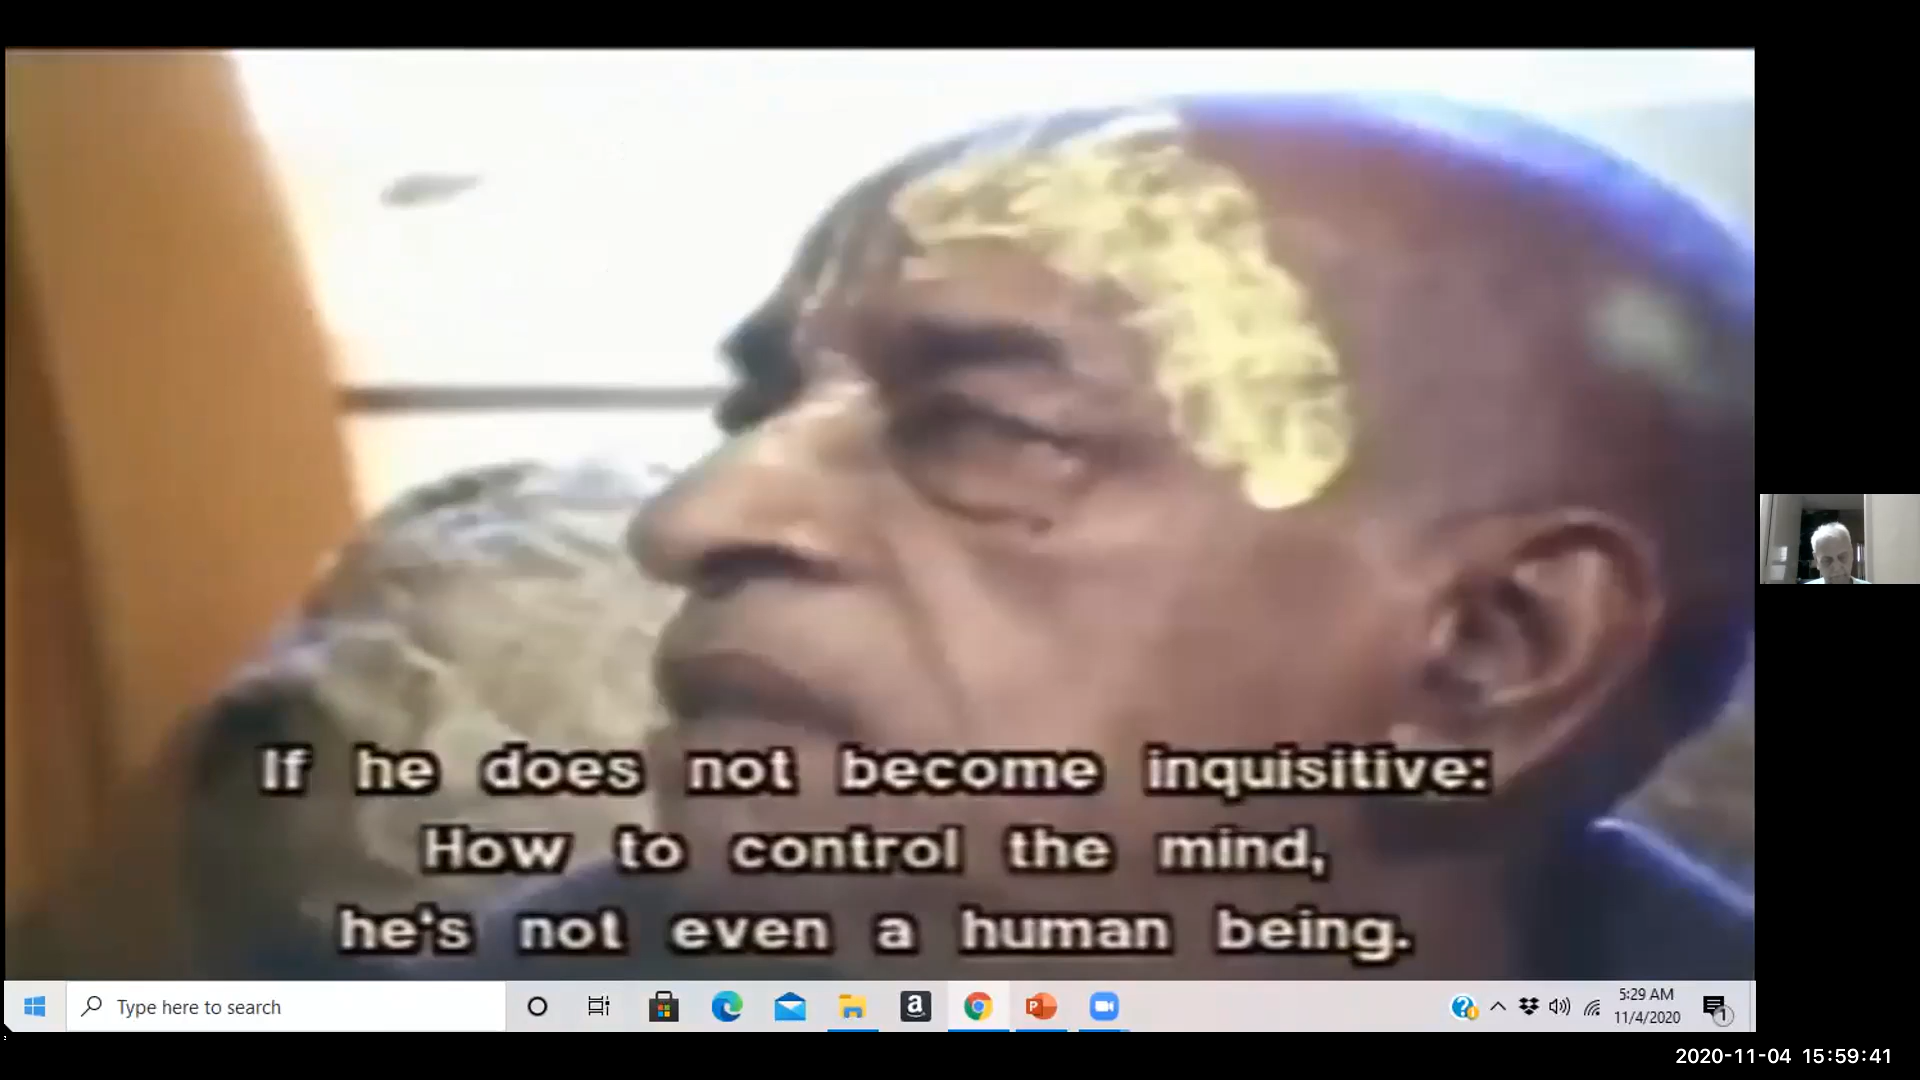 If he does not become inquisitive:
How to control the mind,
he's not even a human being.
Type here to search
5:29 AM
11/4/2020
1
2020-11-04 15:59:41